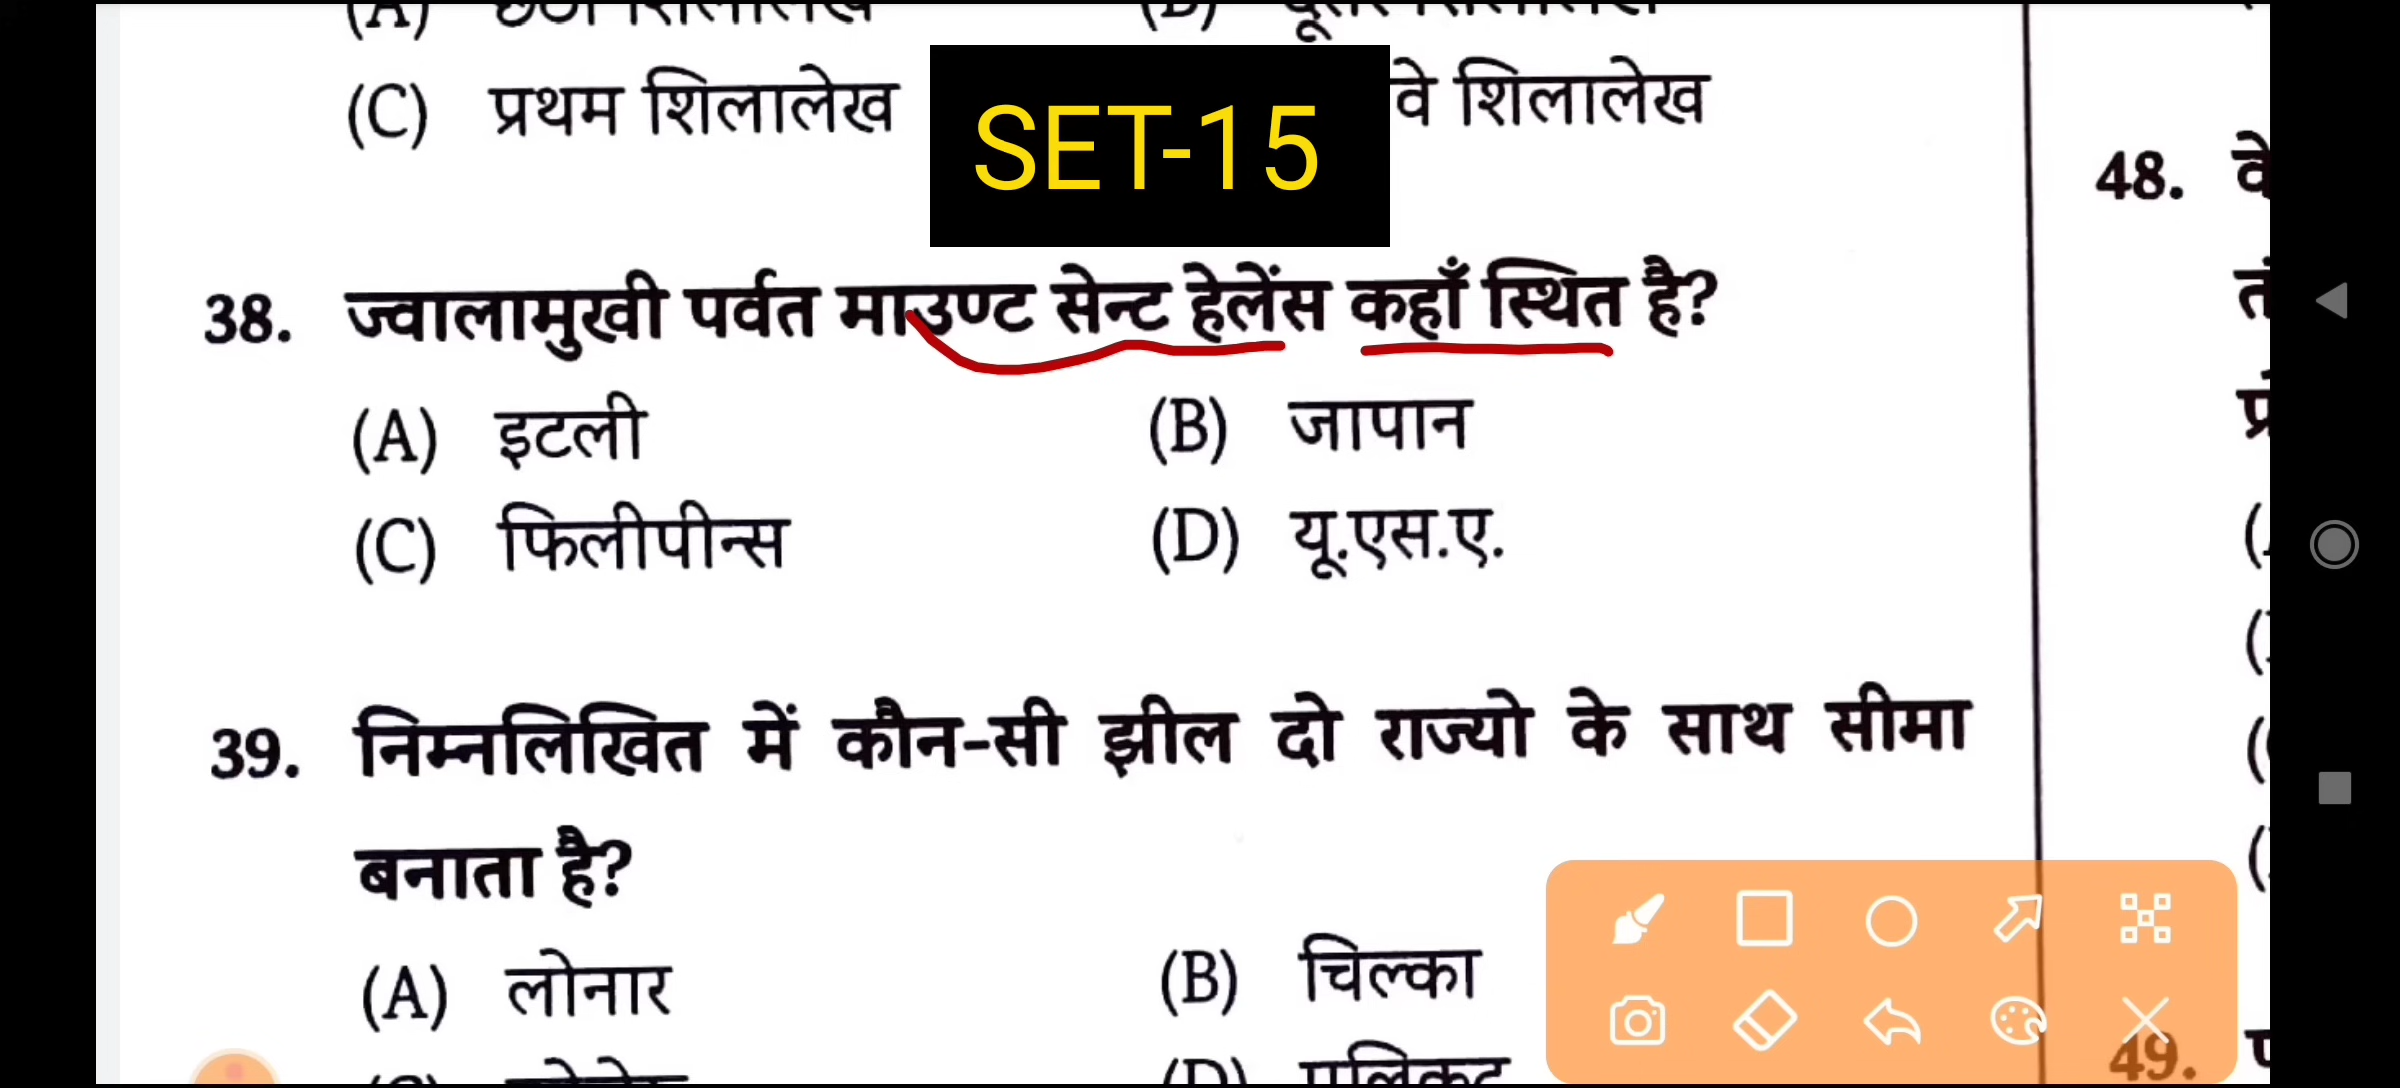 (C) प्रथम शिलालेख वे शिलालेख
SET-15
38. ज्वालामुखी पर्वत माउण्ट सेन्ट हेलेंस कहाँ स्थित है?
(A) इटली (B) जापान
(C) फिलीपीन्स (D) यू.एस.ए.
39. निम्नलिखित में कौन-सी झील दो राज्यो के साथ सीमा
बनाता है?
(A) लोनार (B) चिल्का
48.
49.